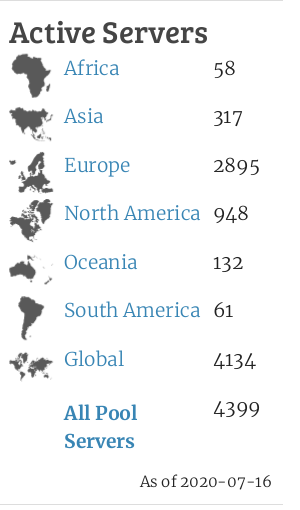 Active Servers
Africa 58
Asia 317
Europe 2895
North America 948
Oceania 132
South America 61
Global 4134
All Pool 4399
Servers
As of 2020-07-16